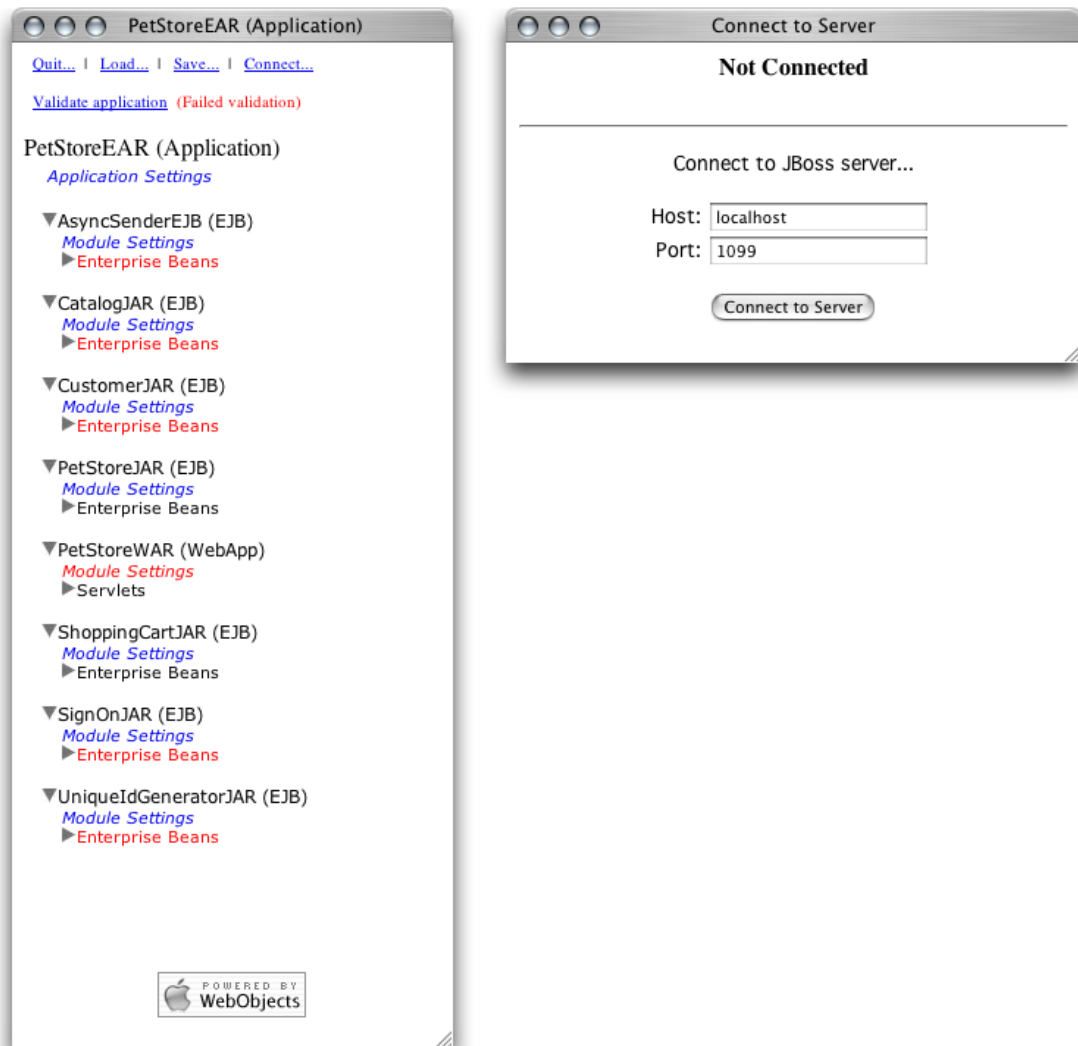 PetStoreEAR (Application)
Quit... | Load... | Save... | Connect...
Validate application (Failed validation)
PetStoreEAR (Application)
Application Settings
AsyncSenderEJB (EJB)
Module Settings
Enterprise Beans
CatalogJAR (EJB)
Module Settings
Enterprise Beans
CustomerJAR (EJB)
Module Settings
Enterprise Beans
PetStoreJAR (EJB)
Module Settings
Enterprise Beans
PetStoreWAR (WebApp)
Module Settings
Servlets
ShoppingCartJAR (EJB)
Module Settings
Enterprise Beans
SignOnJAR (EJB)
Module Settings
Enterprise Beans
UniqueIdGeneratorJAR (EJB)
Module Settings
Enterprise Beans
POWERED BY
WebObjects
Connect to Server
Not Connected
Connect to JBoss server...
Host: localhost
Port: 1099
Connect to Server